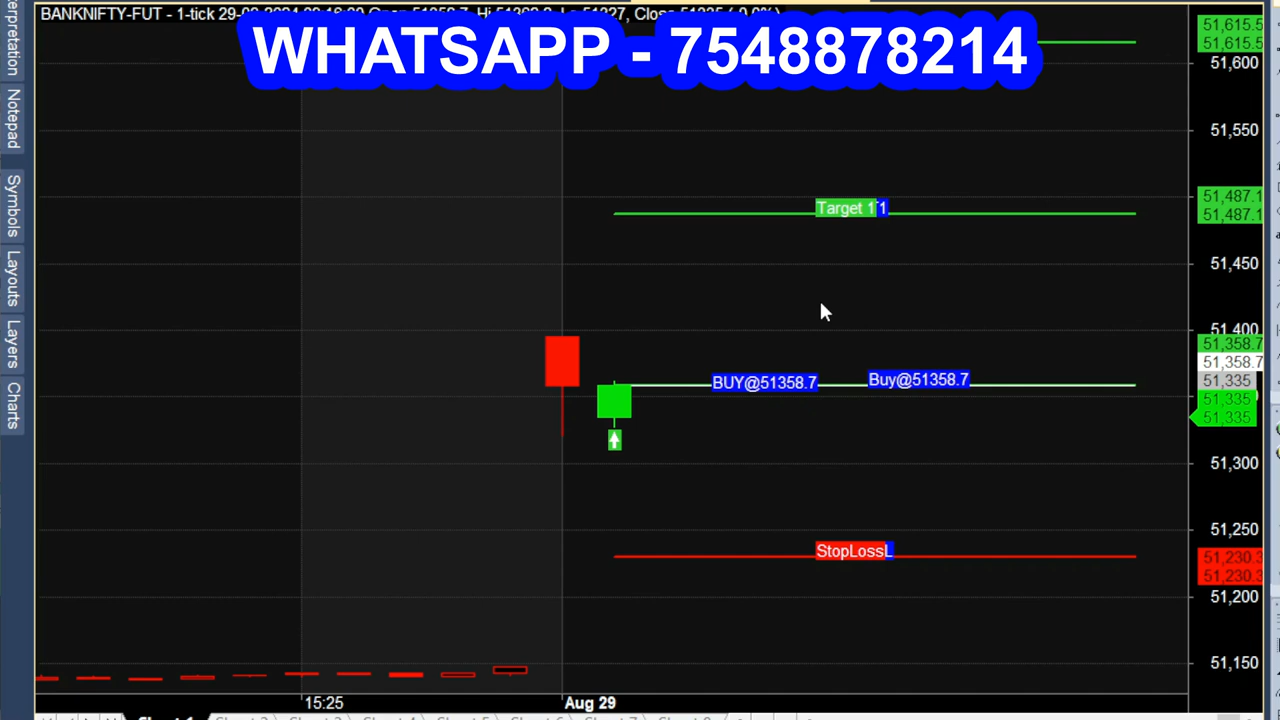 BANKNIFTY-FUT - 1-tick
WHATSAPP - 7548878214
51,615.5
51,615.5
51,600
51,550
51,487.1
51,487.1
Target 1
51,450
51,400
51,358.7
51,358.7
51,335
51,335
51,335
BUY@51358.7
Buy@51358.7
51,300
51,250
StopLoss
51,230.3
51,230.3
51,200
51,150
15:25
Aug 29
Notepad
Symbols
Layouts
Layers
Charts